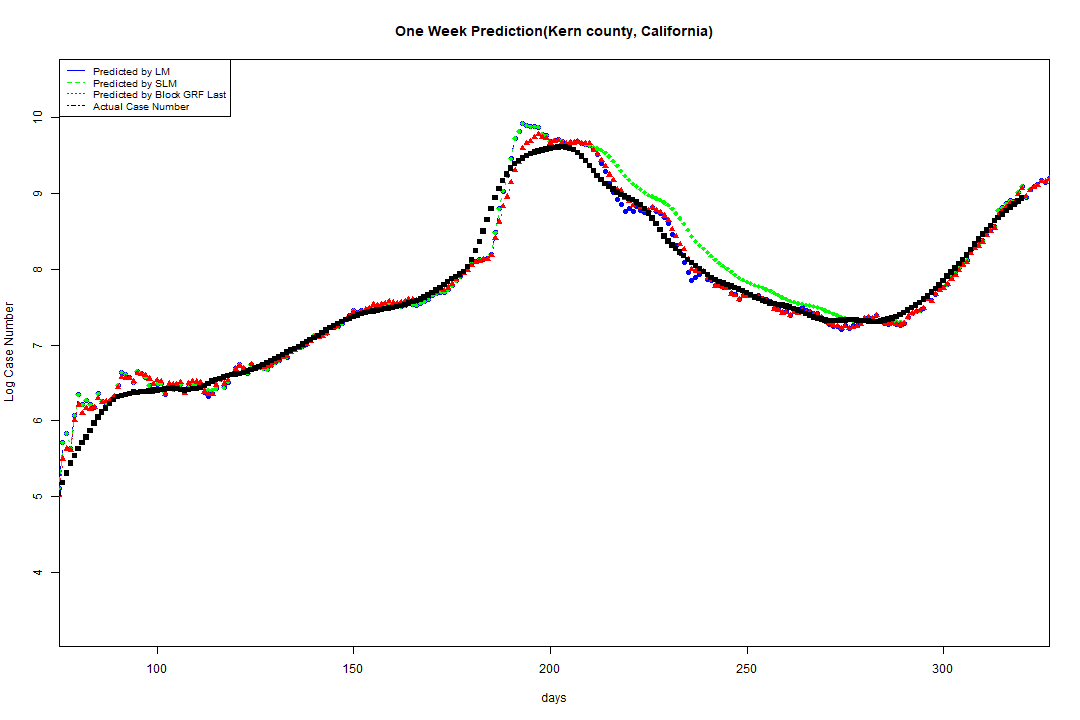 One Week Prediction(Kern county, California)
Predicted by LM
Predicted by SLM
Predicted by Block GRF Last
Actual Case Number
Log Case Number
10
9
8
7
6
5
4
100 150 200 250 300
days